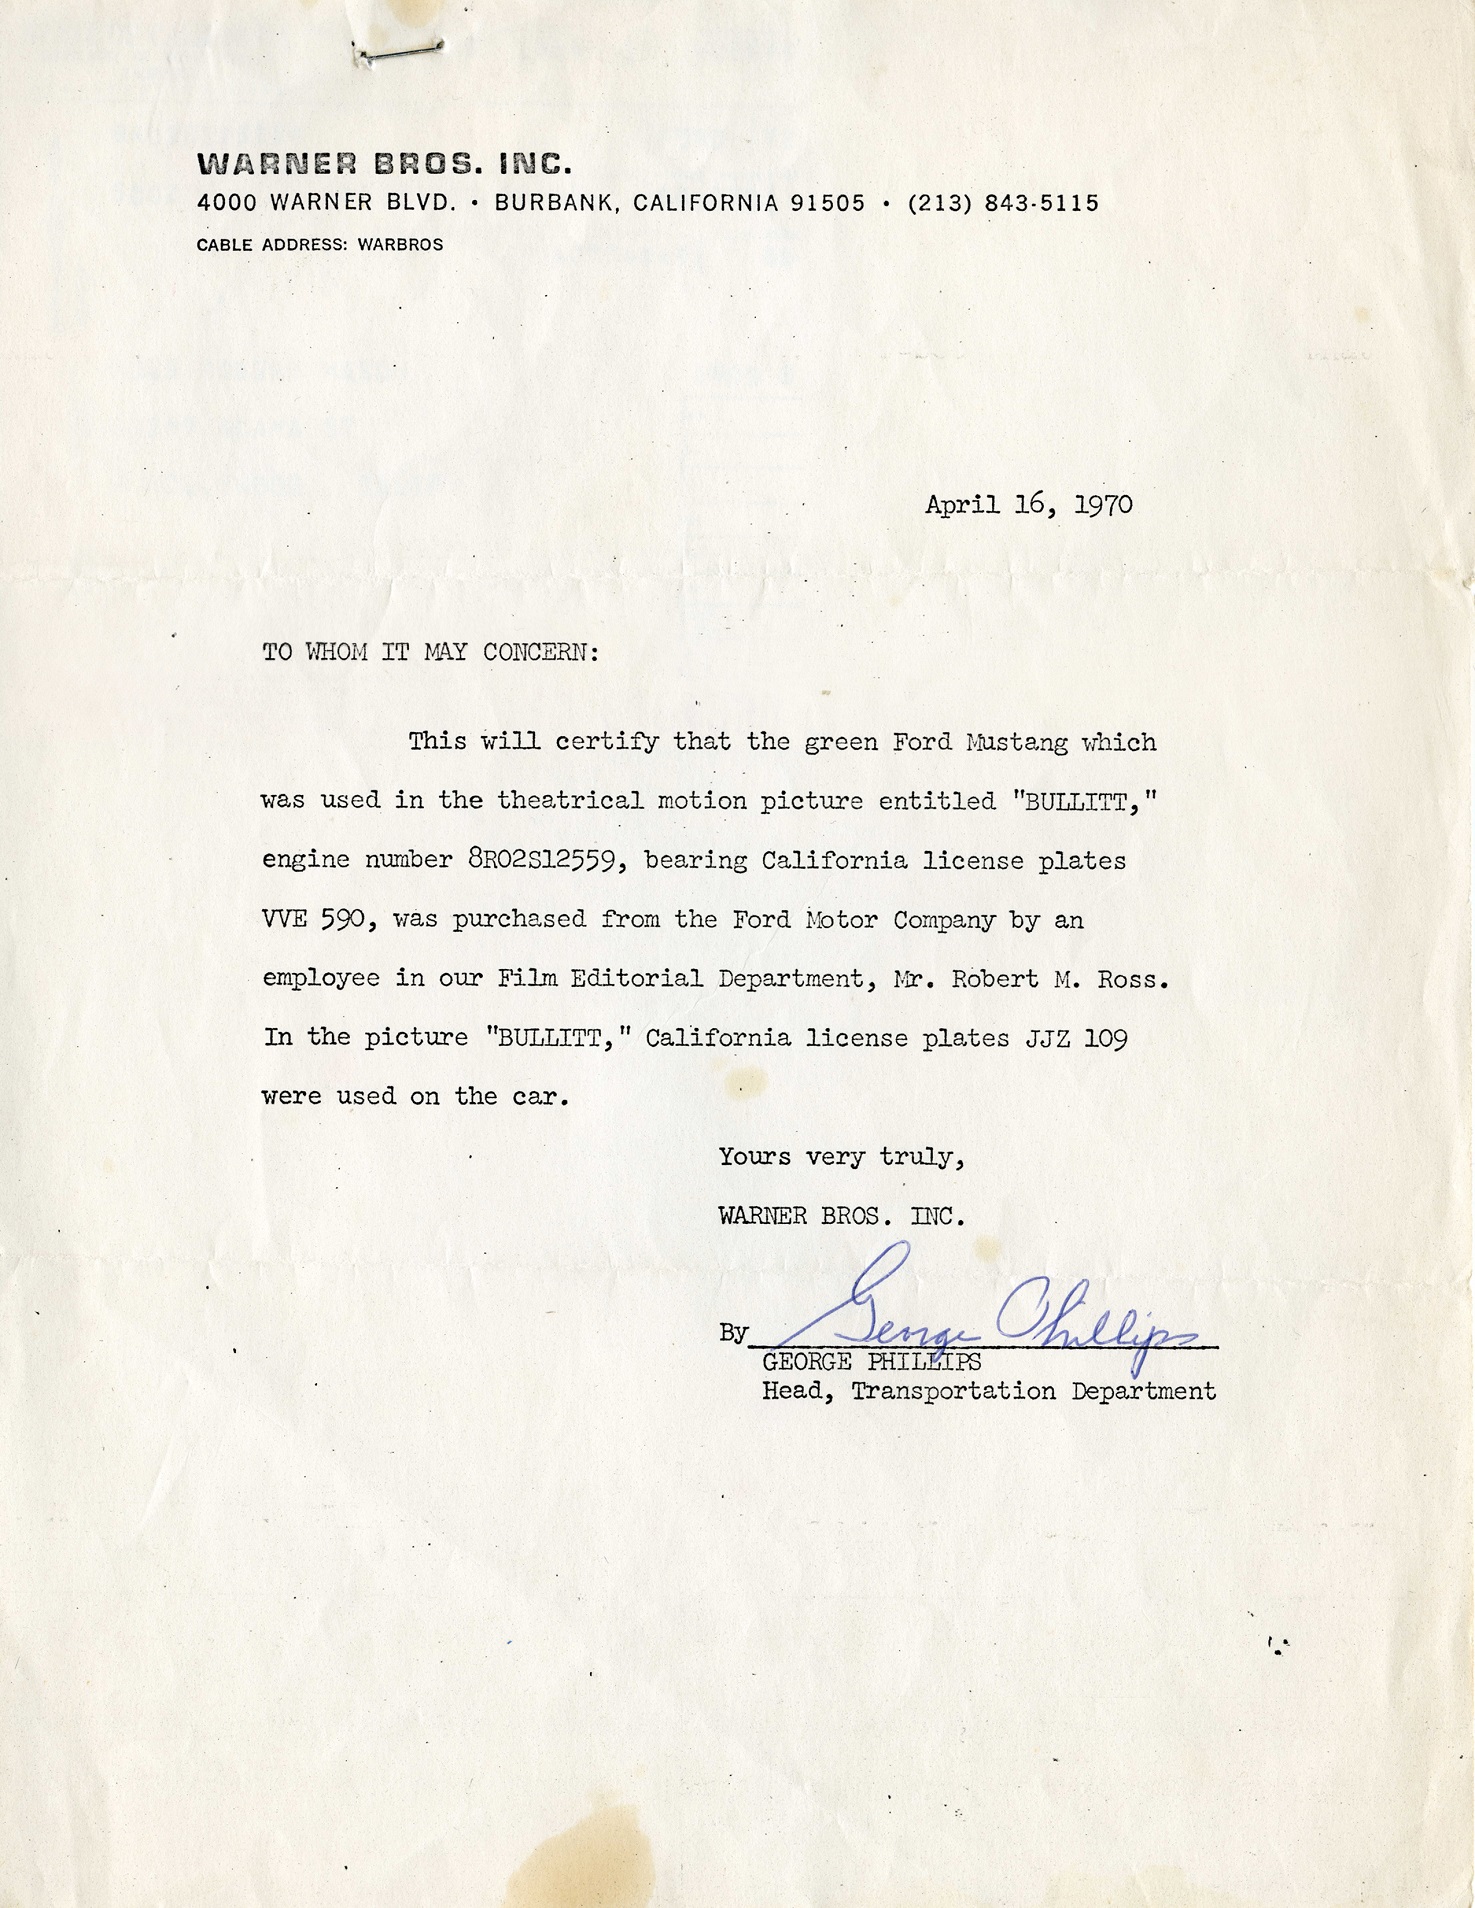 WARNER BROS. INC.
4000 WARNER BLVD. • BURBANK, CALIFORNIA 91505 • (213) 843-5115
CABLE ADDRESS: WARBROS
April 16, 1970
TO WHOM IT MAY CONCERN:
This will certify that the green Ford Mustang which
was used in the theatrical motion picture entitled "BULLITT,"
engine number 8R02S12559, bearing California license plates
VVE 590, was purchased from the Ford Motor Company by an
employee in our Film Editorial Department, Mr. Robert M. Ross.
In the picture "BULLITT," California license plates JJZ 109
were used on the car.
Yours very truly,
WARNER BROS. INC.
By George Phillips
GEORGE PHILLIPS
Head, Transportation Department